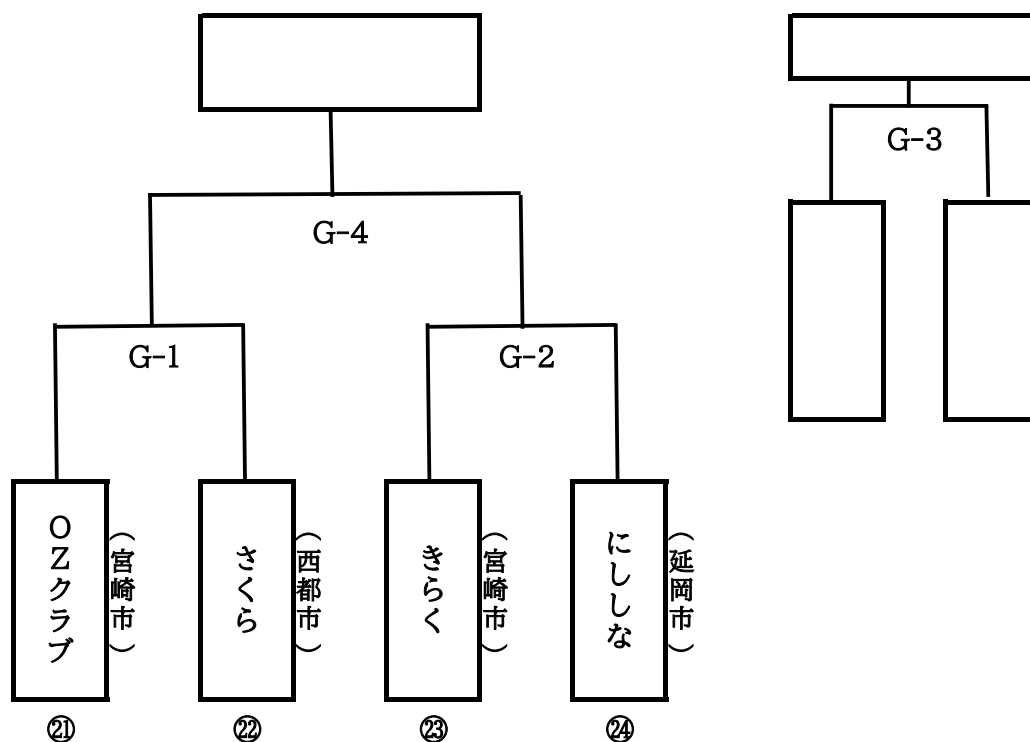 G-3
G-4
G-1
G-2
OZクラブ
(宮崎市)
さくら
(西都市)
きらく
(宮崎市)
にししな
(延岡市)
㉑
㉒
㉓
㉔